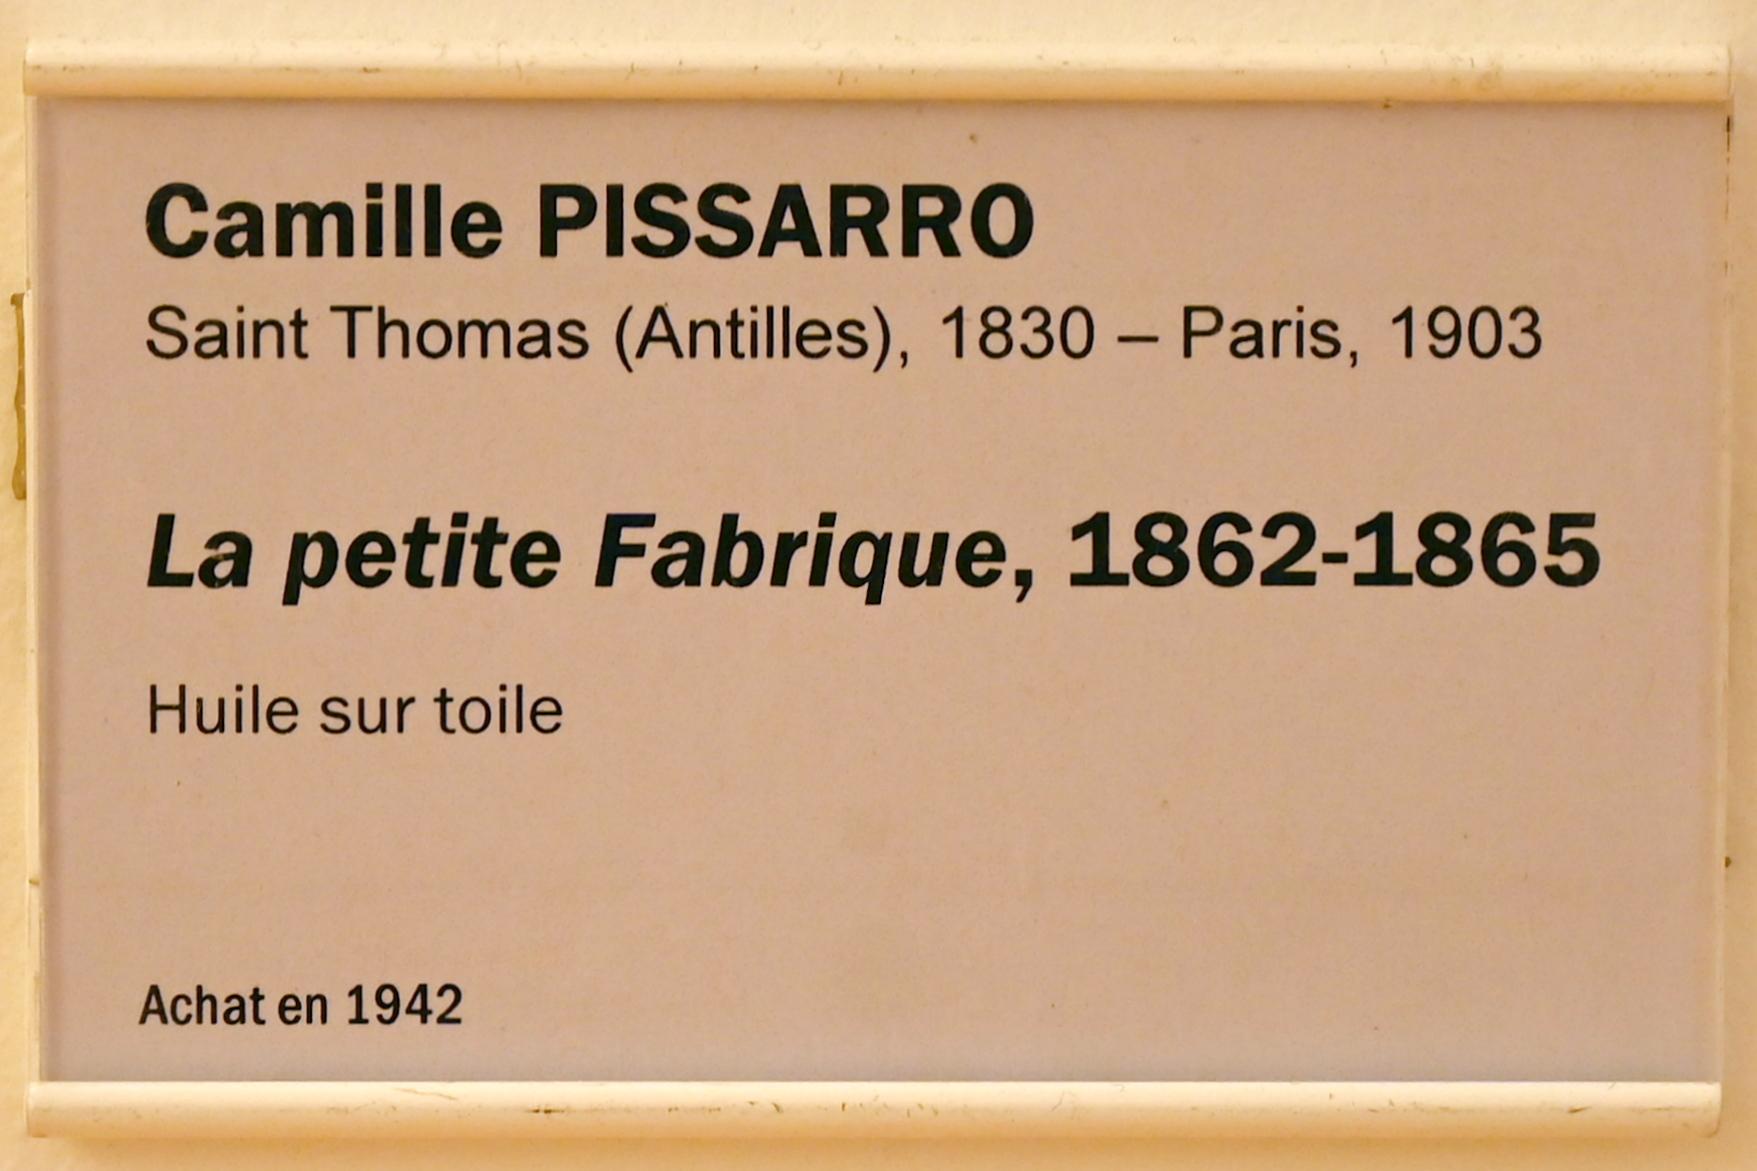 Camille PISSARRO
Saint Thomas (Antilles), 1830 – Paris, 1903
La petite Fabrique, 1862-1865
Huile sur toile
Achat en 1942